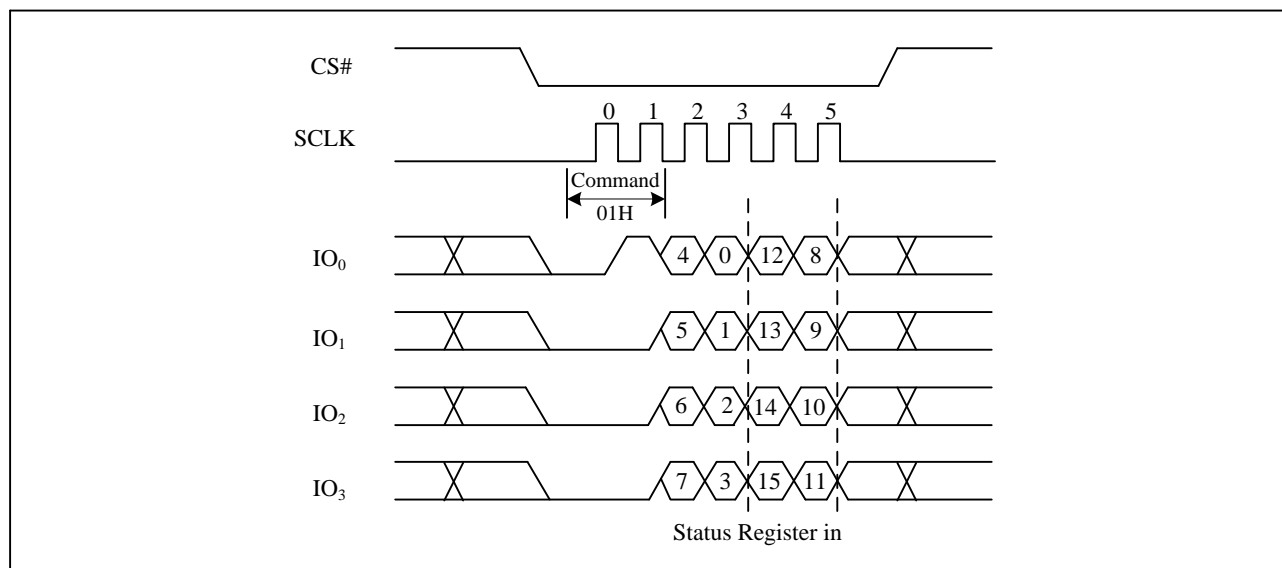 CS#
0 1 2 3 4 5
SCLK
Command
01H
IO0 4 0 12 8
IO1 5 1 13 9
IO2 6 2 14 10
IO3 7 3 15 11
Status Register in